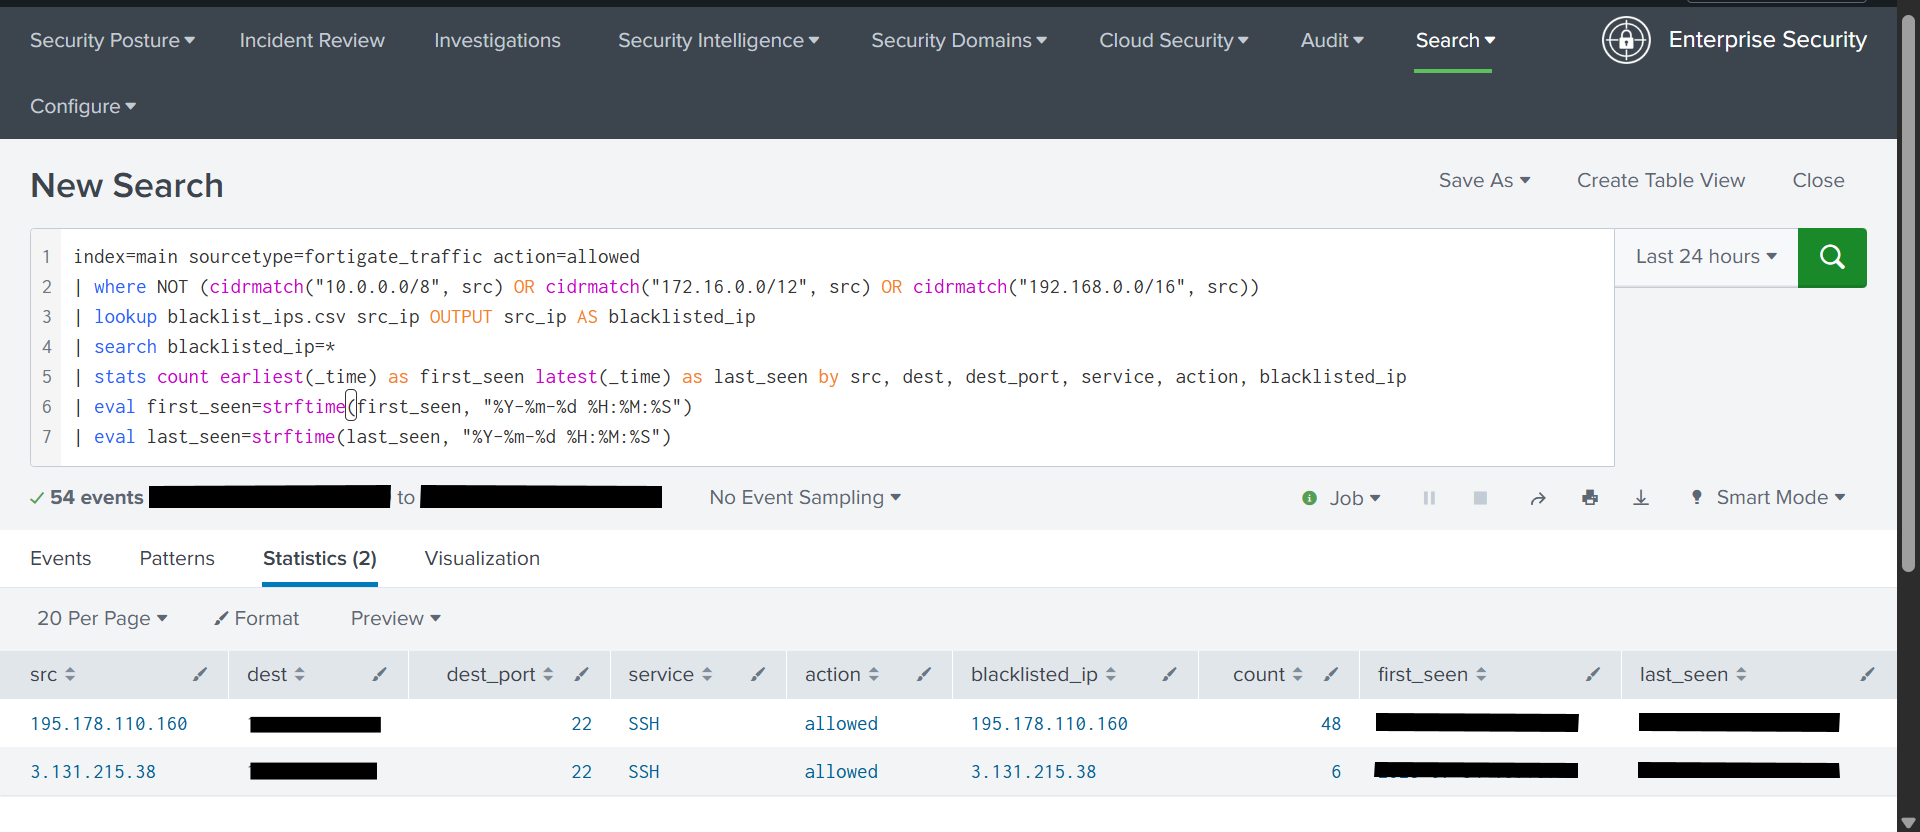 Security Posture Incident Review Investigations Security Intelligence Security Domains Cloud Security Audit Search Enterprise Security
Configure
New Search
Save As Create Table View Close
1 index=main sourcetype=fortigate_traffic action=allowed
2 | where NOT (cidrmatch("10.0.0.0/8", src) OR cidrmatch("172.16.0.0/12", src) OR cidrmatch("192.168.0.0/16", src))
3 | lookup blacklist_ips.csv src_ip OUTPUT src_ip AS blacklisted_ip
4 | search blacklisted_ip=*
5 | stats count earliest(_time) as first_seen latest(_time) as last_seen by src, dest, dest_port, service, action, blacklisted_ip
6 | eval first_seen=strftime(first_seen, "%Y-%m-%d %H:%M:%S")
7 | eval last_seen=strftime(last_seen, "%Y-%m-%d %H:%M:%S")
Last 24 hours
54 events to No Event Sampling Job Smart Mode
Events Patterns Statistics (2) Visualization
20 Per Page Format Preview
src dest dest_port service action blacklisted_ip count first_seen last_seen
195.178.110.160 22 SSH allowed 195.178.110.160 48
3.131.215.38 22 SSH allowed 3.131.215.38 6